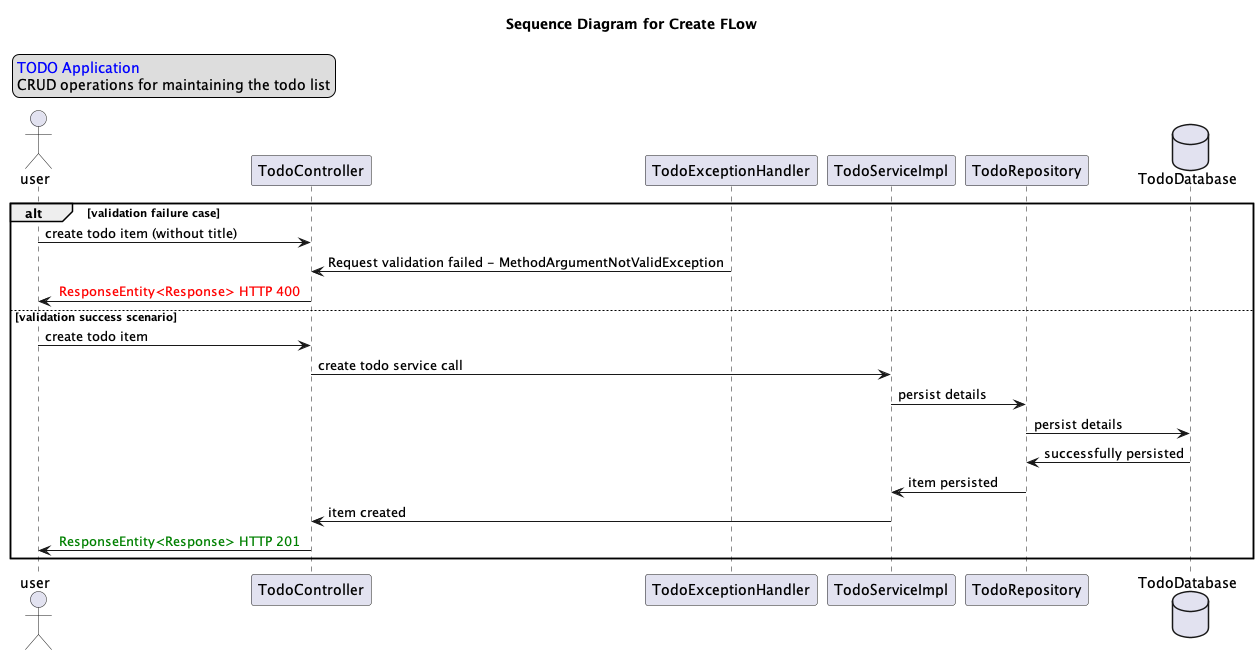 Sequence Diagram for Create FLow
TODO Application
CRUD operations for maintaining the todo list
user
TodoController
TodoExceptionHandler
TodoServiceImpl
TodoRepository
TodoDatabase
alt
[validation failure case]
create todo item (without title)
Request validation failed - MethodArgumentNotValidException
ResponseEntity<Response> HTTP 400
[validation success scenario]
create todo item
create todo service call
persist details
persist details
successfully persisted
item persisted
item created
ResponseEntity<Response> HTTP 201
user
TodoController
TodoExceptionHandler
TodoServiceImpl
TodoRepository
TodoDatabase